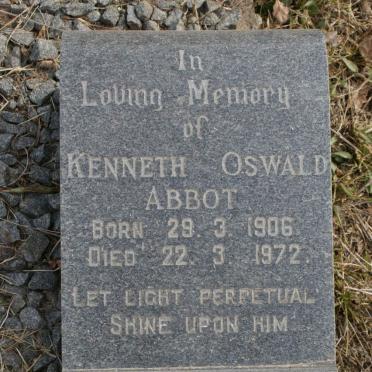 In
Loving Memory
of
KENNETH OSWALD
ABBOT
BORN 29. 3. 1906.
DIED 22. 3. 1972.
LET LIGHT PERPETUAL
SHINE UPON HIM